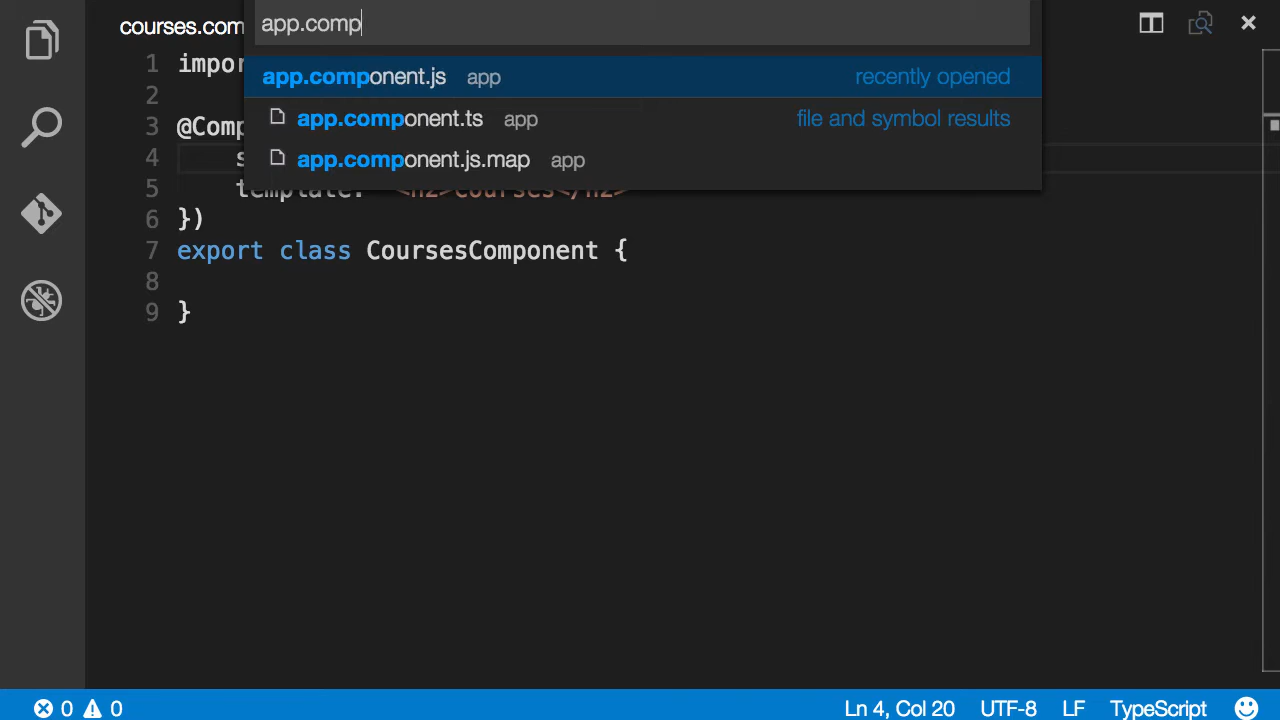 courses.com
app.comp
app.component.js app recently opened
app.component.ts app file and symbol results
app.component.js.map app
1 impor
2
3 @Comp
4 s
5 template:
6 })
7 export class CoursesComponent {
8
9 }
0 0 Ln 4, Col 20 UTF-8 LF TypeScript